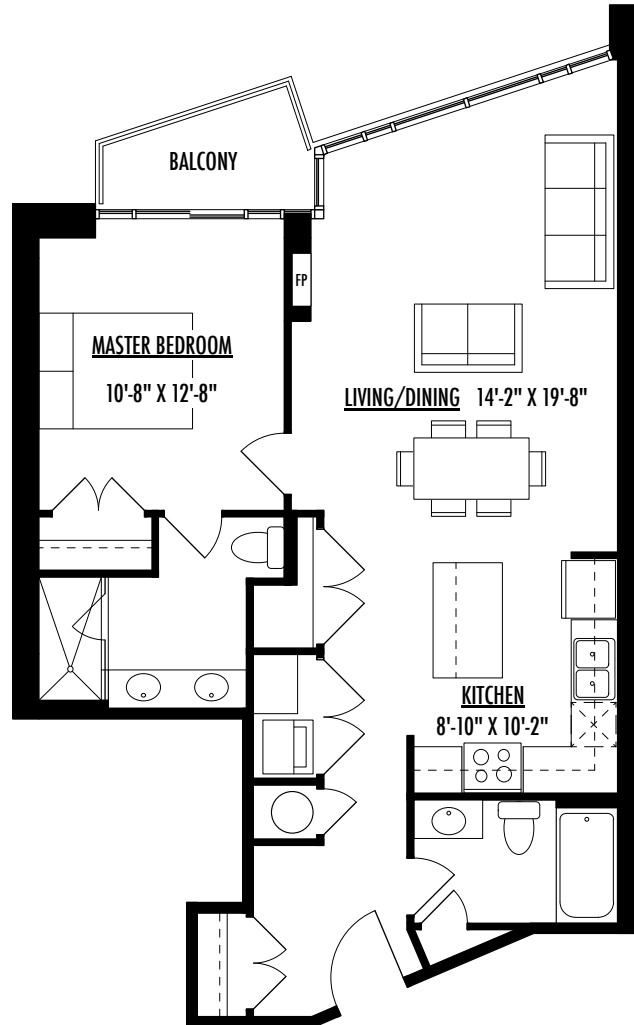 BALCONY
FP
MASTER BEDROOM
10'-8" X 12'-8"
LIVING/DINING 14'-2" X 19'-8"
KITCHEN
8'-10" X 10'-2"